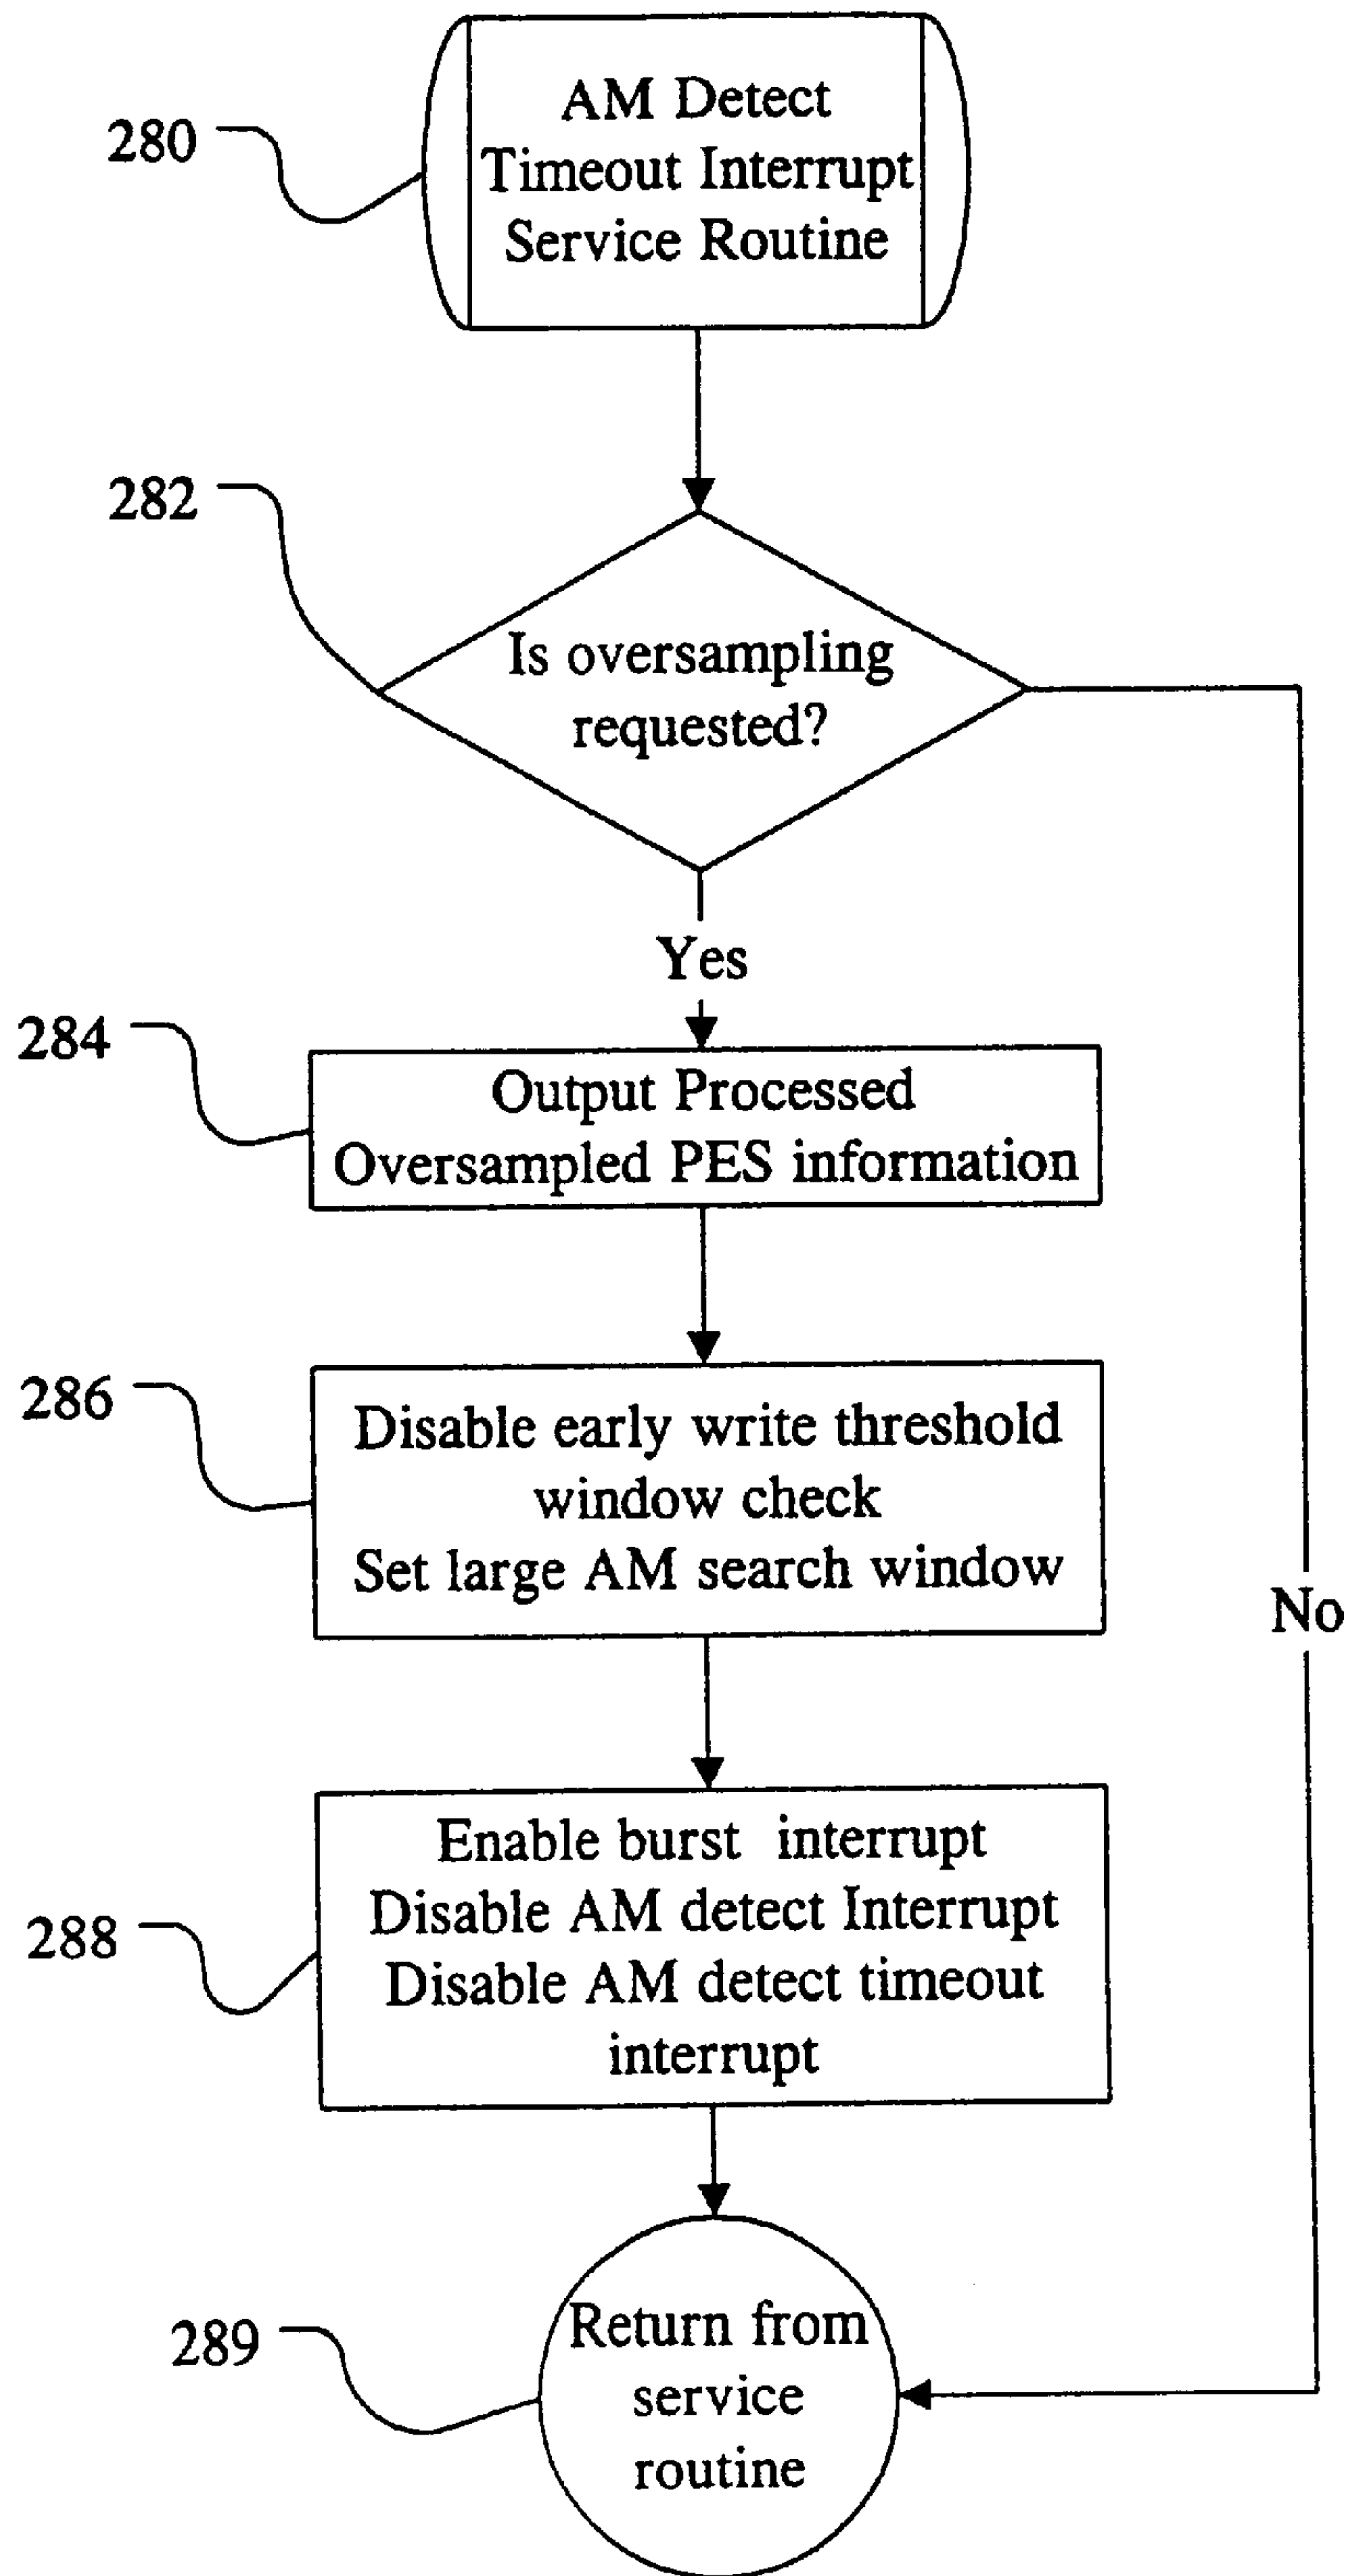 280
AM Detect
Timeout Interrupt
Service Routine
282
Is oversampling
requested?
Yes
284
Output Processed
Oversampled PES information
286
Disable early write threshold
window check
Set large AM search window
No
288
Enable burst interrupt
Disable AM detect Interrupt
Disable AM detect timeout
interrupt
289
Return from
service
routine